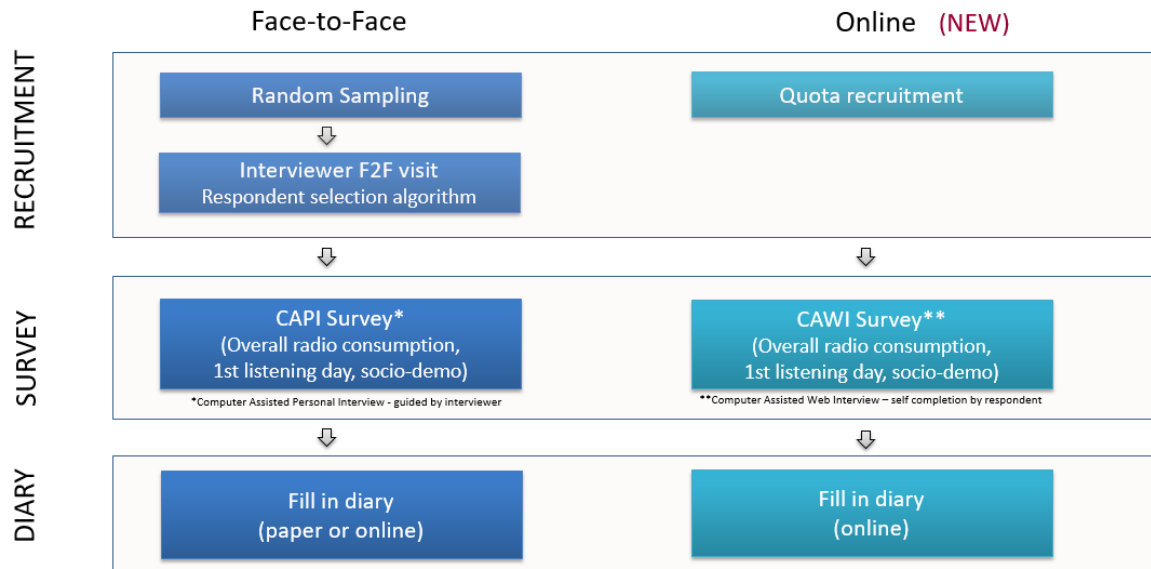 Face-to-Face
Online (NEW)
RECRUITMENT
Random Sampling
Quota recruitment
Interviewer F2F visit
Respondent selection algorithm
SURVEY
CAPI Survey*
(Overall radio consumption,
1st listening day, socio-demo)
*Computer Assisted Personal Interview - guided by interviewer
CAWI Survey**
(Overall radio consumption,
1st listening day, socio-demo)
**Computer Assisted Web Interview – self completion by respondent
DIARY
Fill in diary
(paper or online)
Fill in diary
(online)